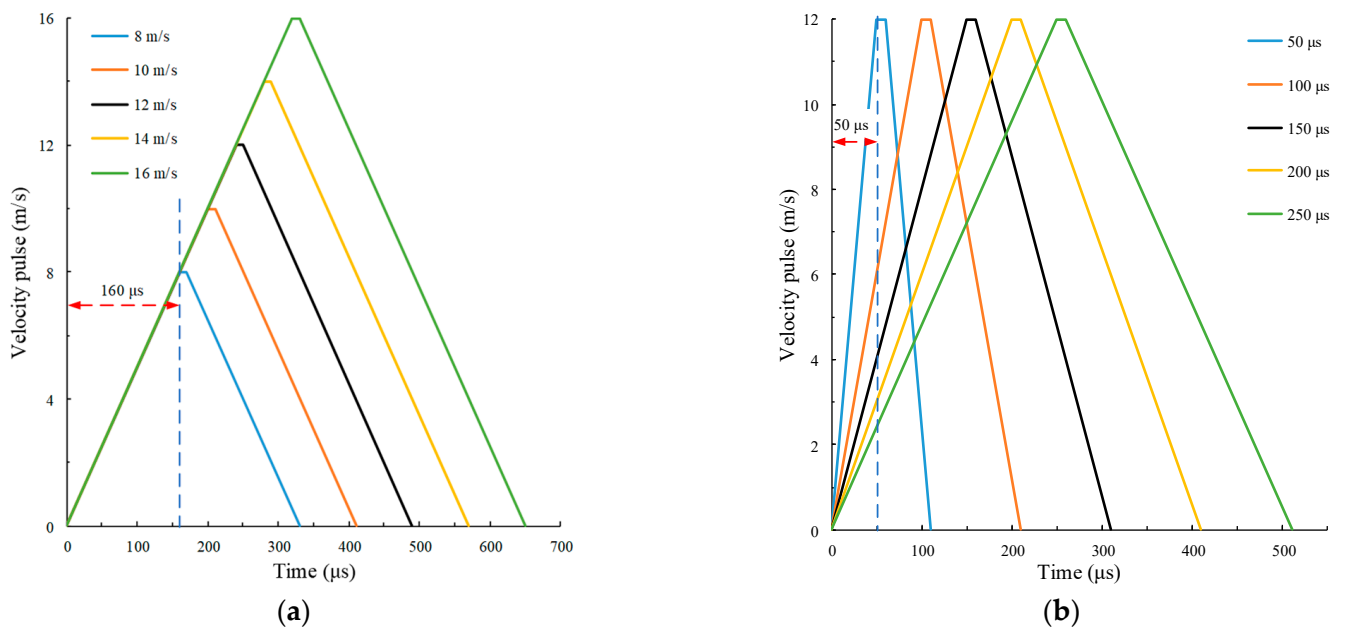 16
12
8
4
0
Velocity pulse (m/s)
8 m/s
10 m/s
12 m/s
14 m/s
16 m/s
160 μs
0
100
200
300
400
500
600
700
Time (μs)
(a)
12
10
8
6
4
2
0
Velocity pulse (m/s)
50 μs
50 μs
100 μs
150 μs
200 μs
250 μs
0
100
200
300
400
500
Time (μs)
(b)